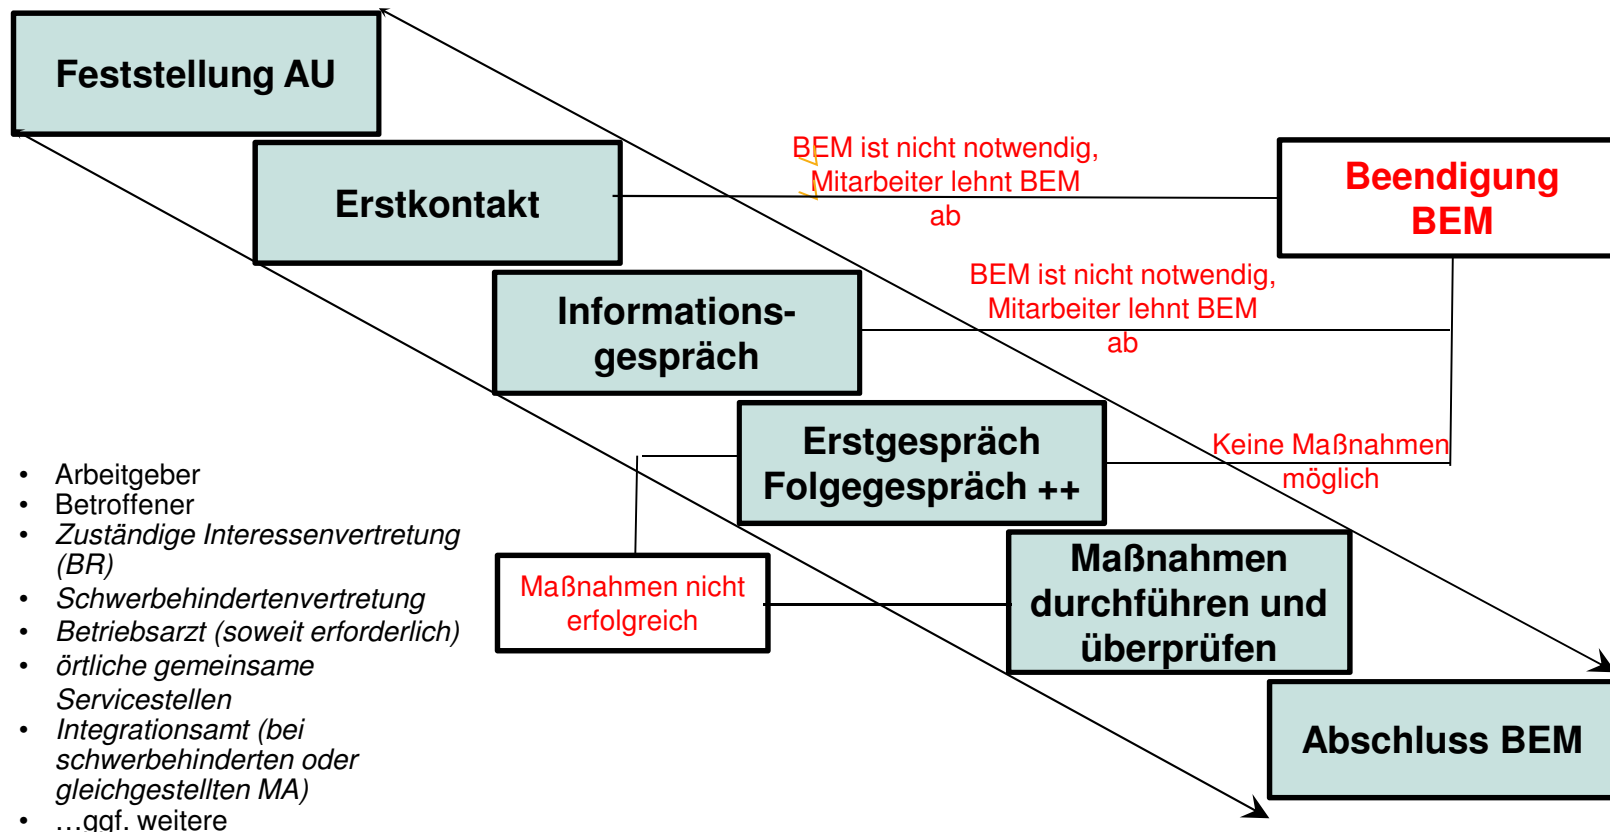 Feststellung AU
Erstkontakt
BEM ist nicht notwendig,
Mitarbeiter lehnt BEM
ab
Beendigung
BEM
Informations-
gespräch
BEM ist nicht notwendig,
Mitarbeiter lehnt BEM
ab
Erstgespräch
Folgegespräch ++
Keine Maßnahmen
möglich
Maßnahmen nicht
erfolgreich
Maßnahmen
durchführen und
überprüfen
Abschluss BEM
• Arbeitgeber
• Betroffener
• Zuständige Interessenvertretung
(BR)
• Schwerbehindertenvertretung
• Betriebsarzt (soweit erforderlich)
• örtliche gemeinsame
Servicestellen
• Integrationsamt (bei
schwerbehinderten oder
gleichgestellten MA)
• …ggf. weitere